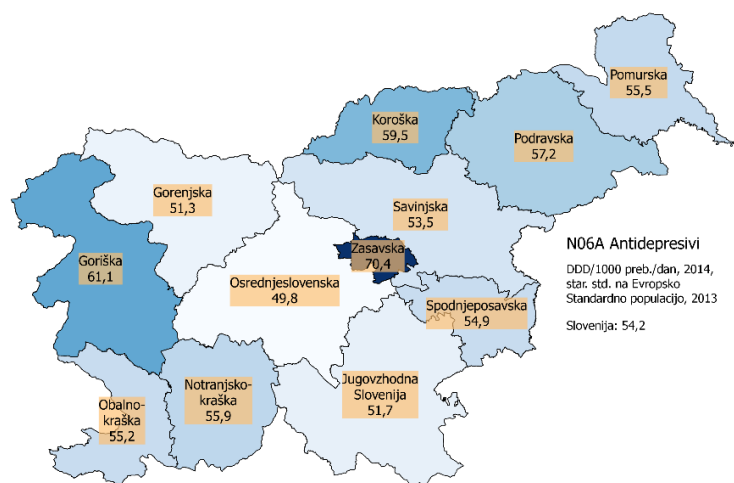 Pomurska
55,5
Koroška
59,5
Podravska
57,2
Gorenjska
51,3
Savinjska
53,5
Zasavska
70,4
Goriška
61,1
Osrednjeslovenska
49,8
Spodnjeposavska
54,9
Notranjsko-
kraška
55,9
Jugovzhodna
Slovenija
51,7
Obalno-
kraška
55,2
N06A Antidepresivi
DDD/1000 preb./dan, 2014,
star. std. na Evropsko
Standardno populacijo, 2013
Slovenija: 54,2